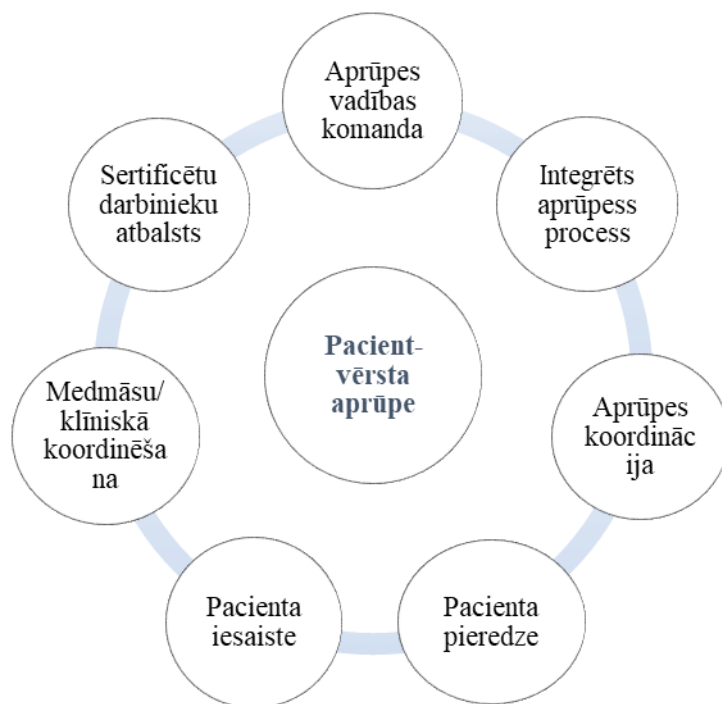 Aprūpes
vadības
komanda
Integrēts
aprūpess
process
Aprūpes
koordināc
ija
Pacienta
pieredze
Pacienta
iesaiste
Medmāsu/
klīniskā
koordinēša
na
Sertificētu
darbinieku
atbalsts
Pacient-
vērsta
aprūpe